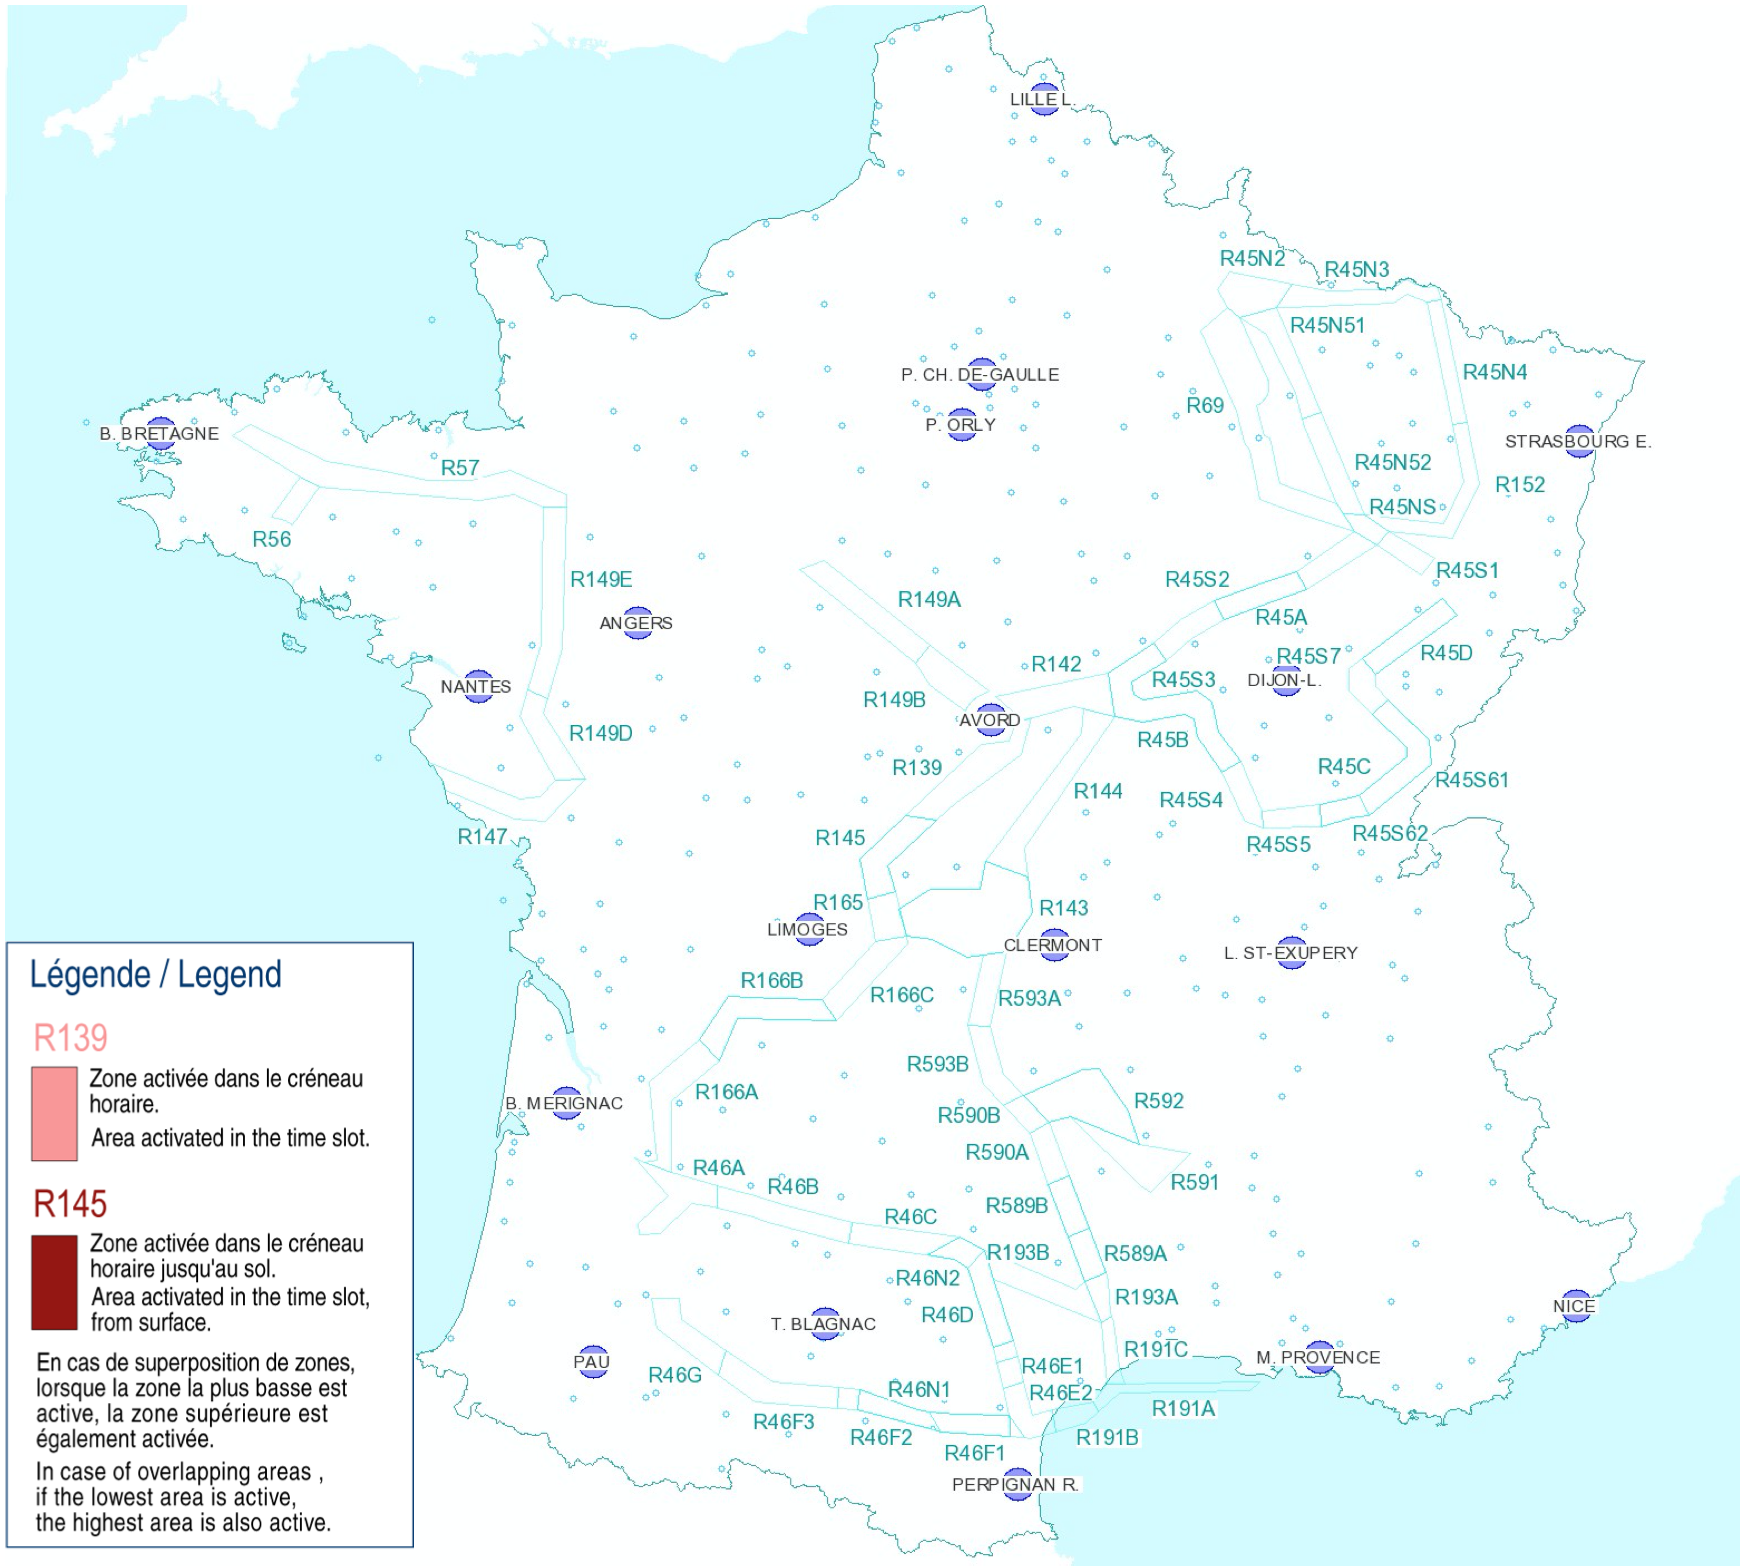 LILLE L.
R45N2
R45N3
R45N51
P. CH. DE-GAULLE
R45N4
R69
P. ORLY
B. BRETAGNE
STRASBOURG E.
R57
R45N52
R152
R45NS
R56
R45S1
R149E
R45S2
R149A
R45A
ANGERS
R45S7
R45D
R142
R45S3
DIJON-L.
NANTES
R149B
AVORD
R149D
R45B
R139
R45C
R45S61
R144
R45S4
R147
R145
R45S5
R45S62
R165
R143
LIMOGES
CLERMONT
L. ST-EXUPERY
R166B
R166C
R593A
R593B
R166A
R592
B. MERIGNAC
R590B
R590A
R46A
R46B
R591
R589B
R46C
R193B
R589A
R46N2
R193A
R46D
NICE
T. BLAGNAC
R191C
M. PROVENCE
PAU
R46E1
R46G
R46N1
R46E2
R191A
R46F3
R46F2
R191B
R46F1
PERPIGNAN R.
Légende / Legend
R139
Zone activée dans le créneau
horaire.
Area activated in the time slot.
R145
Zone activée dans le créneau
horaire jusqu'au sol.
Area activated in the time slot,
from surface.
En cas de superposition de zones,
lorsque la zone la plus basse est
active, la zone supérieure est
également activée.
In case of overlapping areas ,
if the lowest area is active,
the highest area is also active.